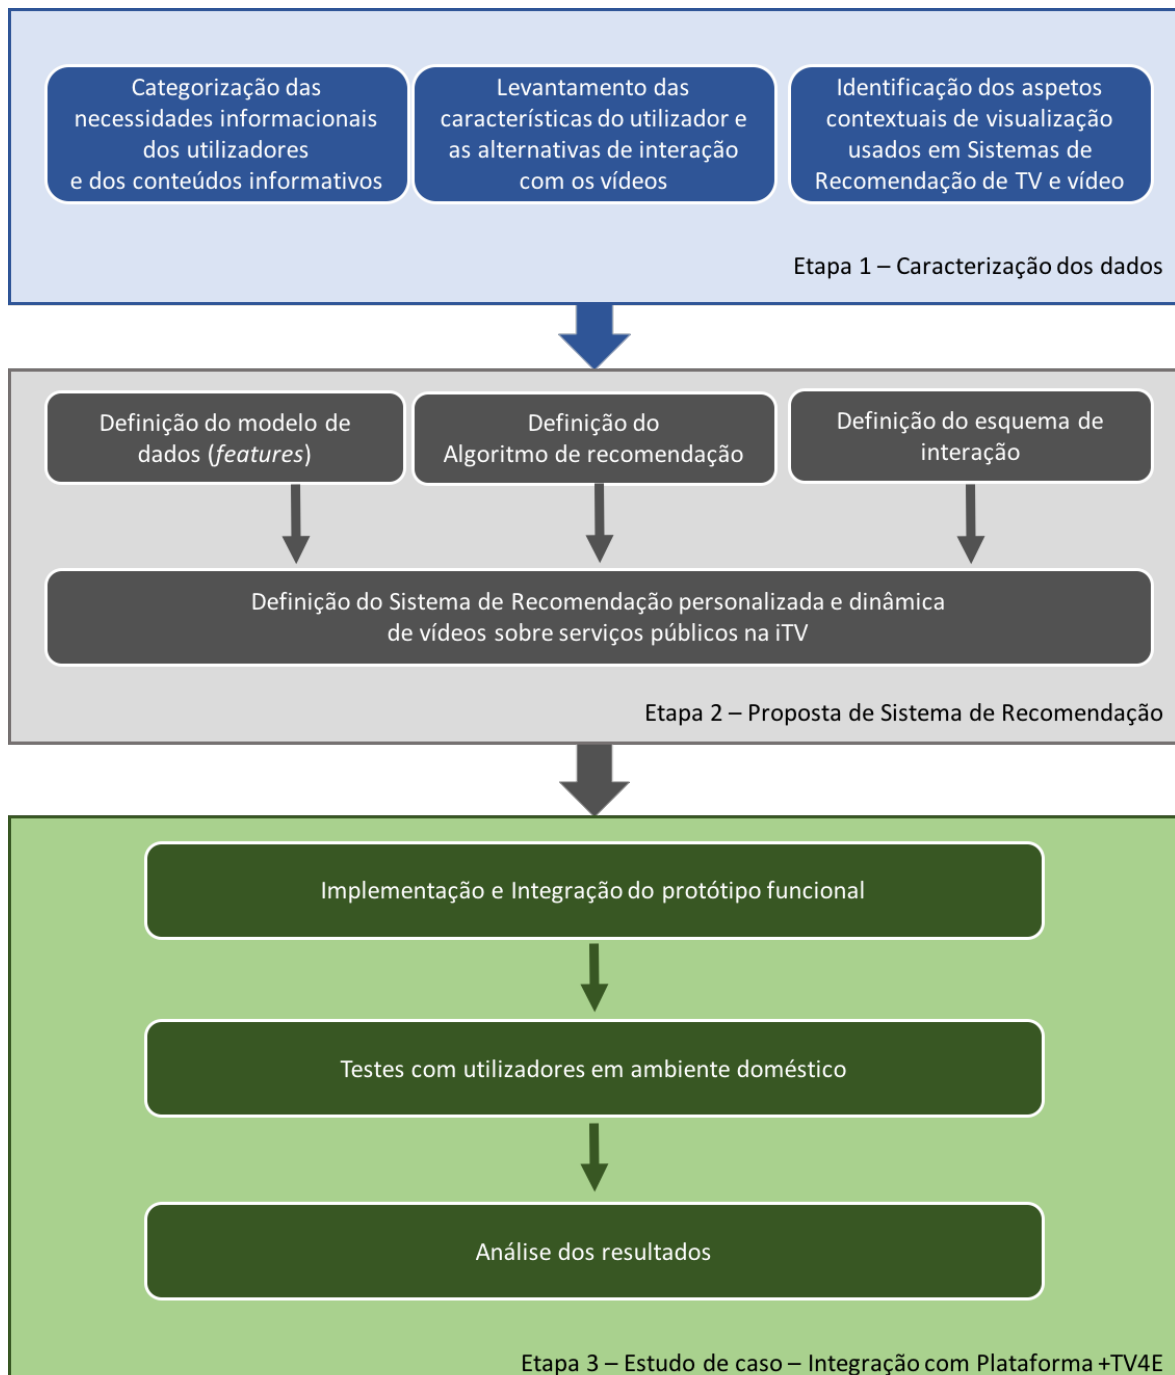 Categorização das
necessidades informacionais
dos utilizadores
e dos conteúdos informativos
Levantamento das
características do utilizador e
as alternativas de interação
com os vídeos
Identificação dos aspetos
contextuais de visualização
usados em Sistemas de
Recomendação de TV e vídeo
Etapa 1 – Caracterização dos dados
Definição do modelo de
dados (features)
Definição do
Algoritmo de recomendação
Definição do esquema de
interação
Definição do Sistema de Recomendação personalizada e dinâmica
de vídeos sobre serviços públicos na iTV
Etapa 2 – Proposta de Sistema de Recomendação
Implementação e Integração do protótipo funcional
Testes com utilizadores em ambiente doméstico
Análise dos resultados
Etapa 3 – Estudo de caso – Integração com Plataforma +TV4E